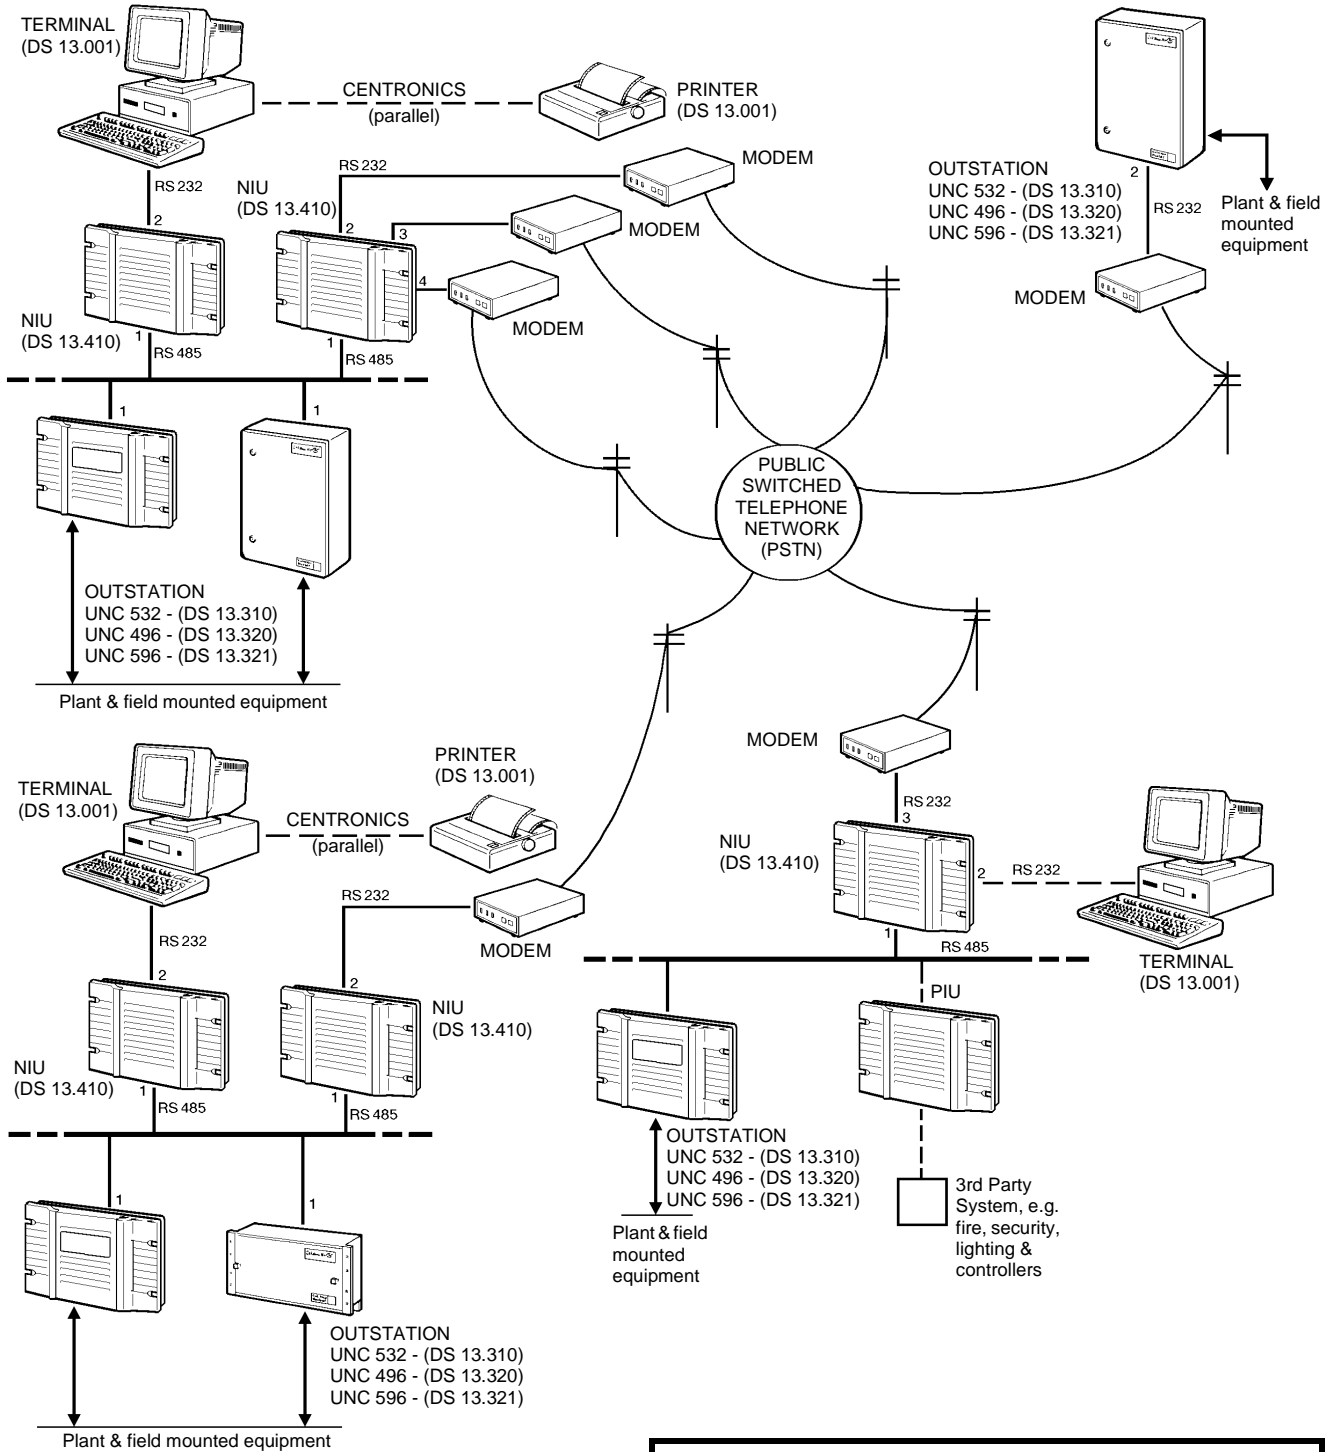 TERMINAL
(DS 13.001)
CENTRONICS
(parallel)
PRINTER
(DS 13.001)
RS 232
2
NIU
(DS 13.410)
1
RS 485
NIU
(DS 13.410)
RS 232
2
3
4
1
RS 485
MODEM
MODEM
MODEM
1
1
OUTSTATION
UNC 532 - (DS 13.310)
UNC 496 - (DS 13.320)
UNC 596 - (DS 13.321)
Plant & field mounted equipment
OUTSTATION
UNC 532 - (DS 13.310)
UNC 496 - (DS 13.320)
UNC 596 - (DS 13.321)
2
RS 232
Plant & field
mounted
equipment
MODEM
PUBLIC
SWITCHED
TELEPHONE
NETWORK
(PSTN)
TERMINAL
(DS 13.001)
CENTRONICS
(parallel)
PRINTER
(DS 13.001)
RS 232
2
NIU
(DS 13.410)
1
RS 485
RS 232
2
NIU
(DS 13.410)
1
RS 485
MODEM
1
1
OUTSTATION
UNC 532 - (DS 13.310)
UNC 496 - (DS 13.320)
UNC 596 - (DS 13.321)
Plant & field mounted equipment
MODEM
RS 232
3
NIU
(DS 13.410)
2
RS 232
TERMINAL
(DS 13.001)
1
RS 485
PIU
OUTSTATION
UNC 532 - (DS 13.310)
UNC 496 - (DS 13.320)
UNC 596 - (DS 13.321)
Plant & field
mounted
equipment
3rd Party
System, e.g.
fire, security,
lighting &
controllers